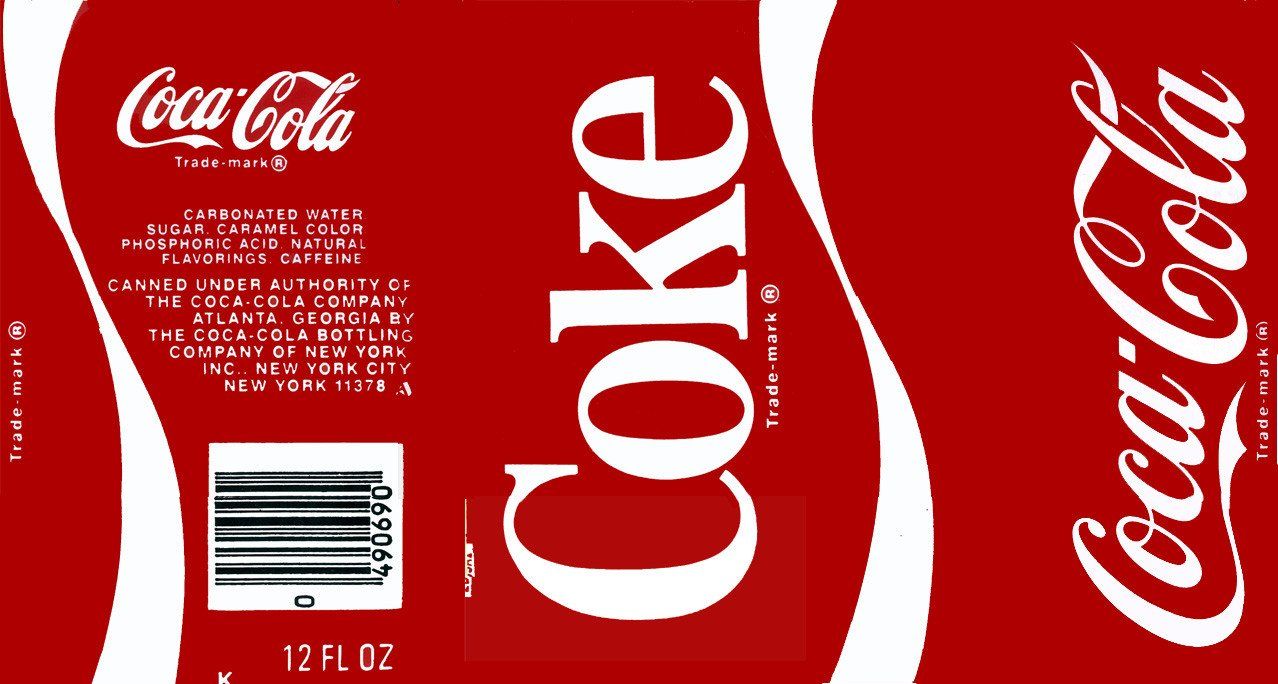 Coca-Cola
Trade-mark ®
CARBONATED WATER
SUGAR, CARAMEL COLOR
PHOSPHORIC ACID, NATURAL
FLAVORINGS, CAFFEINE
CANNED UNDER AUTHORITY OF
THE COCA-COLA COMPANY
ATLANTA, GEORGIA BY
THE COCA-COLA BOTTLING
COMPANY OF NEW YORK
INC., NEW YORK CITY
NEW YORK 11378
490690
0
12 FL OZ
K
Trade-mark ®
Coke
Trade-mark ®
Coca-Cola
Trade-mark ®